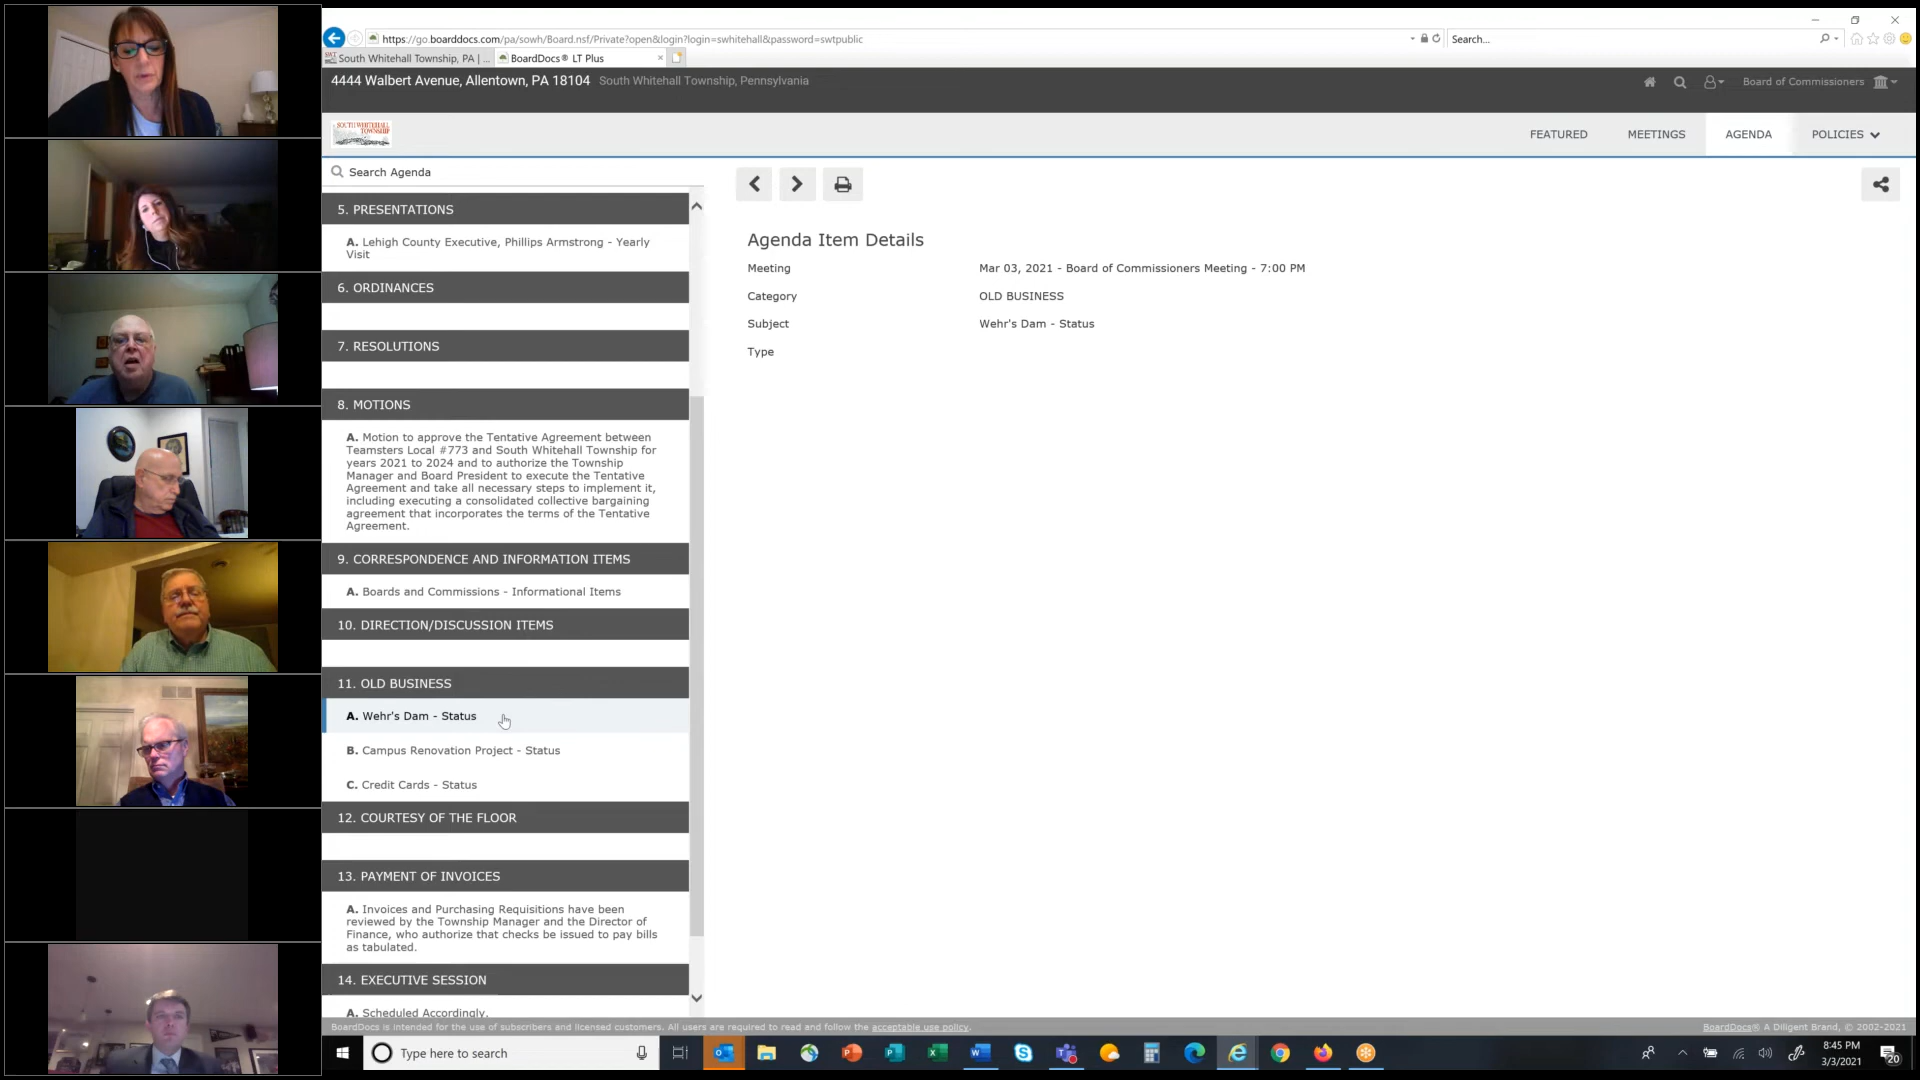 https://go.boarddocs.com/pa/sowh/Board.nsf/Private?open&login?login=swhitehall&password=swtpublic
Search...
South Whitehall Township, PA | ...
BoardDocs® LT Plus
4444 Walbert Avenue, Allentown, PA 18104 South Whitehall Township, Pennsylvania
Board of Commissioners
SOUTH WHITEHALL
TOWNSHIP
FEATURED
MEETINGS
AGENDA
POLICIES
Search Agenda
5. PRESENTATIONS
A. Lehigh County Executive, Phillips Armstrong - Yearly
Visit
6. ORDINANCES
7. RESOLUTIONS
8. MOTIONS
A. Motion to approve the Tentative Agreement between
Teamsters Local #773 and South Whitehall Township for
years 2021 to 2024 and to authorize the Township
Manager and Board President to execute the Tentative
Agreement and take all necessary steps to implement it,
including executing a consolidated collective bargaining
agreement that incorporates the terms of the Tentative
Agreement.
9. CORRESPONDENCE AND INFORMATION ITEMS
A. Boards and Commissions - Informational Items
10. DIRECTION/DISCUSSION ITEMS
11. OLD BUSINESS
A. Wehr's Dam - Status
B. Campus Renovation Project - Status
C. Credit Cards - Status
12. COURTESY OF THE FLOOR
13. PAYMENT OF INVOICES
A. Invoices and Purchasing Requisitions have been
reviewed by the Township Manager and the Director of
Finance, who authorize that checks be issued to pay bills
as tabulated.
14. EXECUTIVE SESSION
A. Scheduled Accordingly.
Agenda Item Details
Meeting Mar 03, 2021 - Board of Commissioners Meeting - 7:00 PM
Category OLD BUSINESS
Subject Wehr's Dam - Status
Type
BoardDocs is intended for the use of subscribers and licensed customers. All users are required to read and follow the acceptable use policy.
BoardDocs® A Diligent Brand, © 2002-2021
Type here to search
8:45 PM
3/3/2021
20